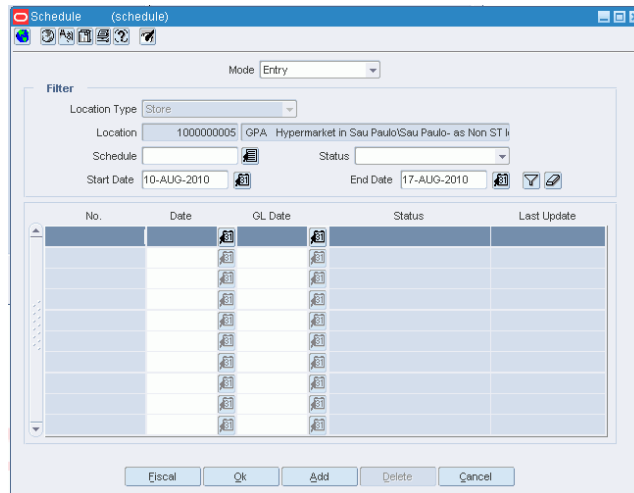 Schedule (schedule)
Mode Entry
Filter
Location Type Store
Location 1000000005 GPA Hypermarket in Sau Paulo\Sau Paulo- as Non ST l
Schedule Status
Start Date 10-AUG-2010 End Date 17-AUG-2010
No. Date GL Date Status Last Update
Fiscal Ok Add Delete Cancel